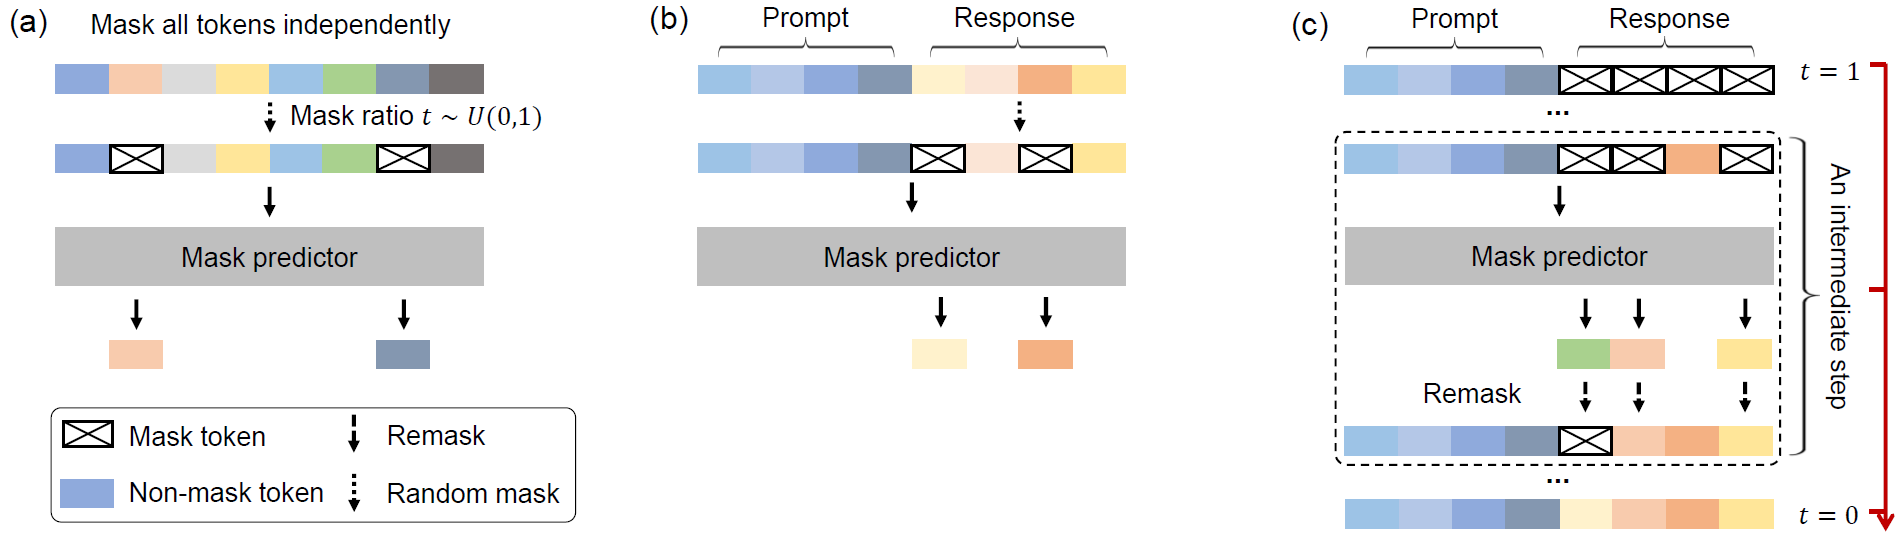 (a)
Mask all tokens independently
Mask ratio t ~ U(0,1)
Mask predictor
Mask token
Remask
Non-mask token
Random mask
(b)
Prompt
Response
Mask predictor
(c)
Prompt
Response
t = 1
...
Mask predictor
Remask
An intermediate step
...
t = 0